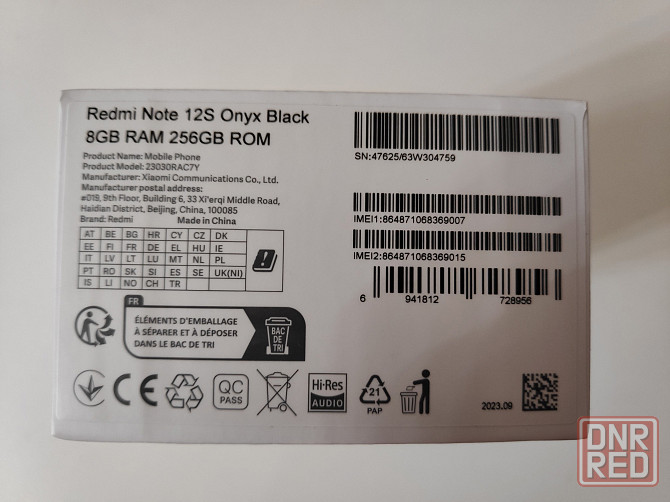 Redmi Note 12S Onyx Black
8GB RAM 256GB ROM
Product Name: Mobile Phone
Product Model: 23030RAC7Y
Manufacturer: Xiaomi Communications Co., Ltd.
Manufacturer postal address:
#019, 9th Floor, Building 6, 33 Xi'erqi Middle Road,
Haidian District, Beijing, China, 100085
Brand: Redmi Made in China
AT BE BG HR CY CZ DK
EE FI FR DE EL HU IE
IT LV LT LU MT NL PL
PT RO SK SI ES SE UK(NI)
IS LI NO CH TR
SN:47625/63W304759
IMEI1:864871068369007
IMEI2:864871068369015
6 941812 728956
FR
ÉLÉMENTS D'EMBALLAGE
À SÉPARER ET À DÉPOSER
DANS LE BAC DE TRI
BAC
DE
TRI
CE
QC
PASS
Hi-Res
AUDIO
21
PAP
2023.09
DNR
RED